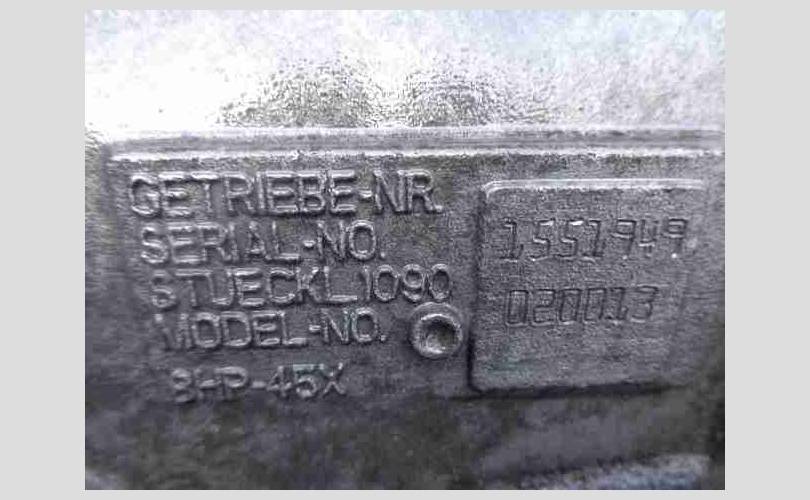 GETRIEBE-NR.
SERIAL-NO.
1551949
STUECKL.1090
020013
MODEL-NO.
8HP-45X